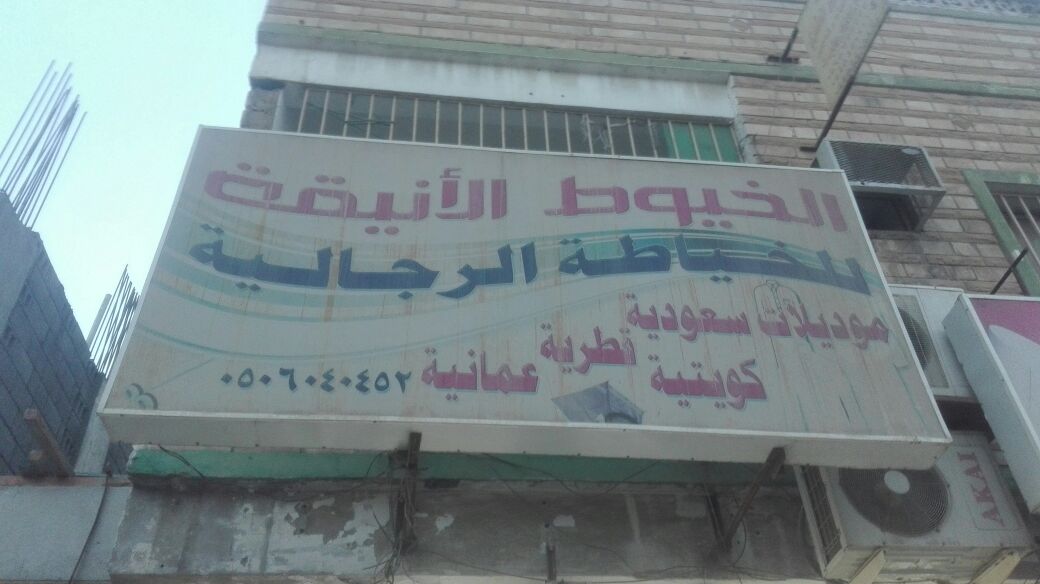 الخيوط الأنيقة
للخياطة الرجالية
موديلات سعودية
كويتية قطرية عمانية ٠٥٠٦٠٤٠٤٥٢
AKAI